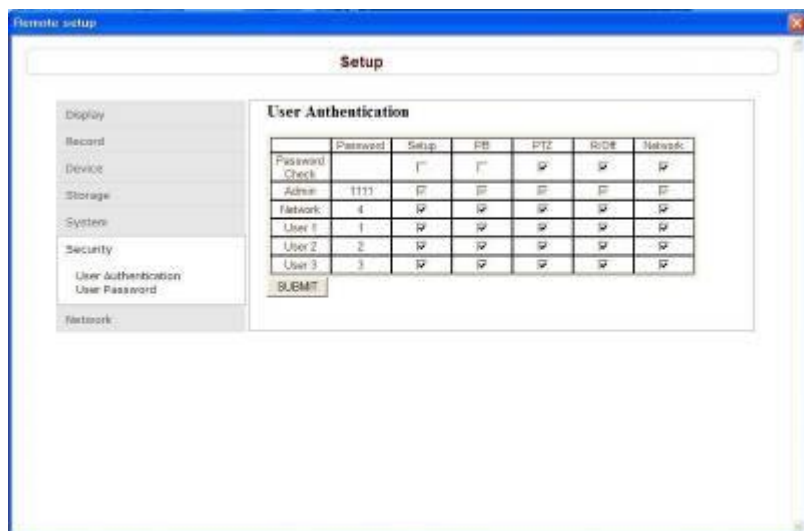 Remote setup
Setup
Display
Record
Device
Storage
System
Security
User Authentication
User Password
Network
User Authentication
Password Setup PB PTZ R/Off Network
Password Check
Admin 1111
Network 4
User 1 1
User 2 2
User 3 3
SUBMIT